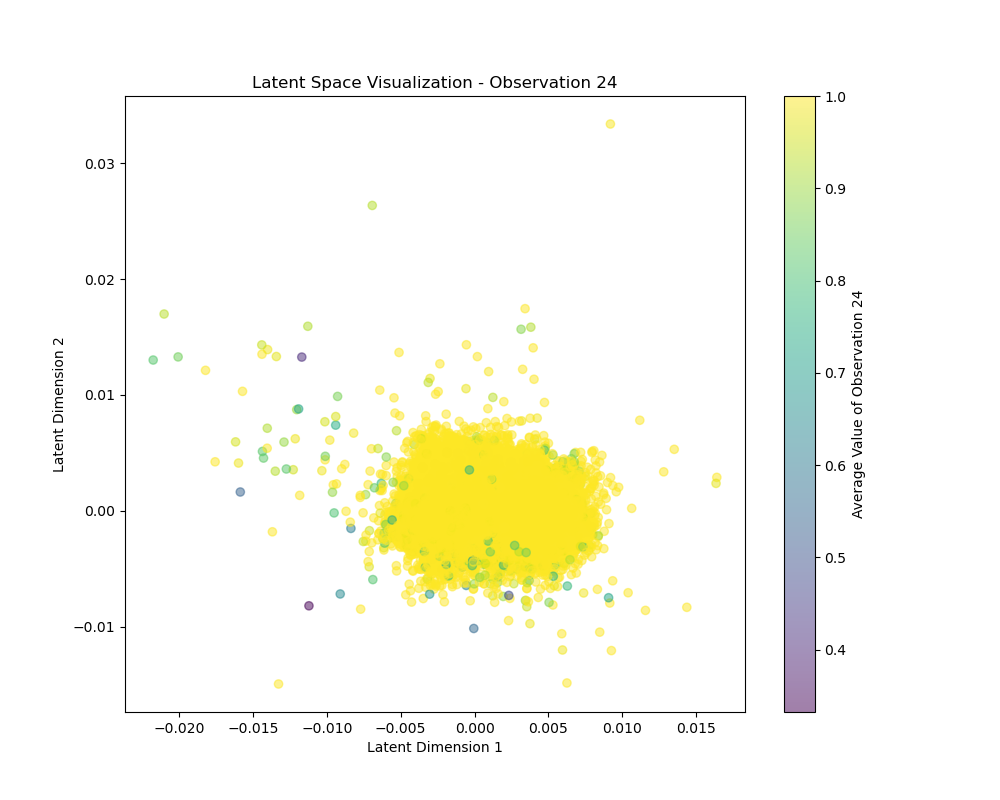 Latent Space Visualization - Observation 24
1.0
0.03
0.9
0.02
0.8
Latent Dimension 2
Average Value of Observation 24
0.01
0.7
0.6
0.00
0.5
−0.01
0.4
−0.020 −0.015 −0.010 −0.005 0.000 0.005 0.010 0.015
Latent Dimension 1